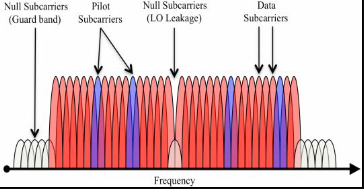 Null Subcarriers
(Guard band)
Pilot
Subcarriers
Null Subcarriers
(LO Leakage)
Data
Subcarriers
Frequency